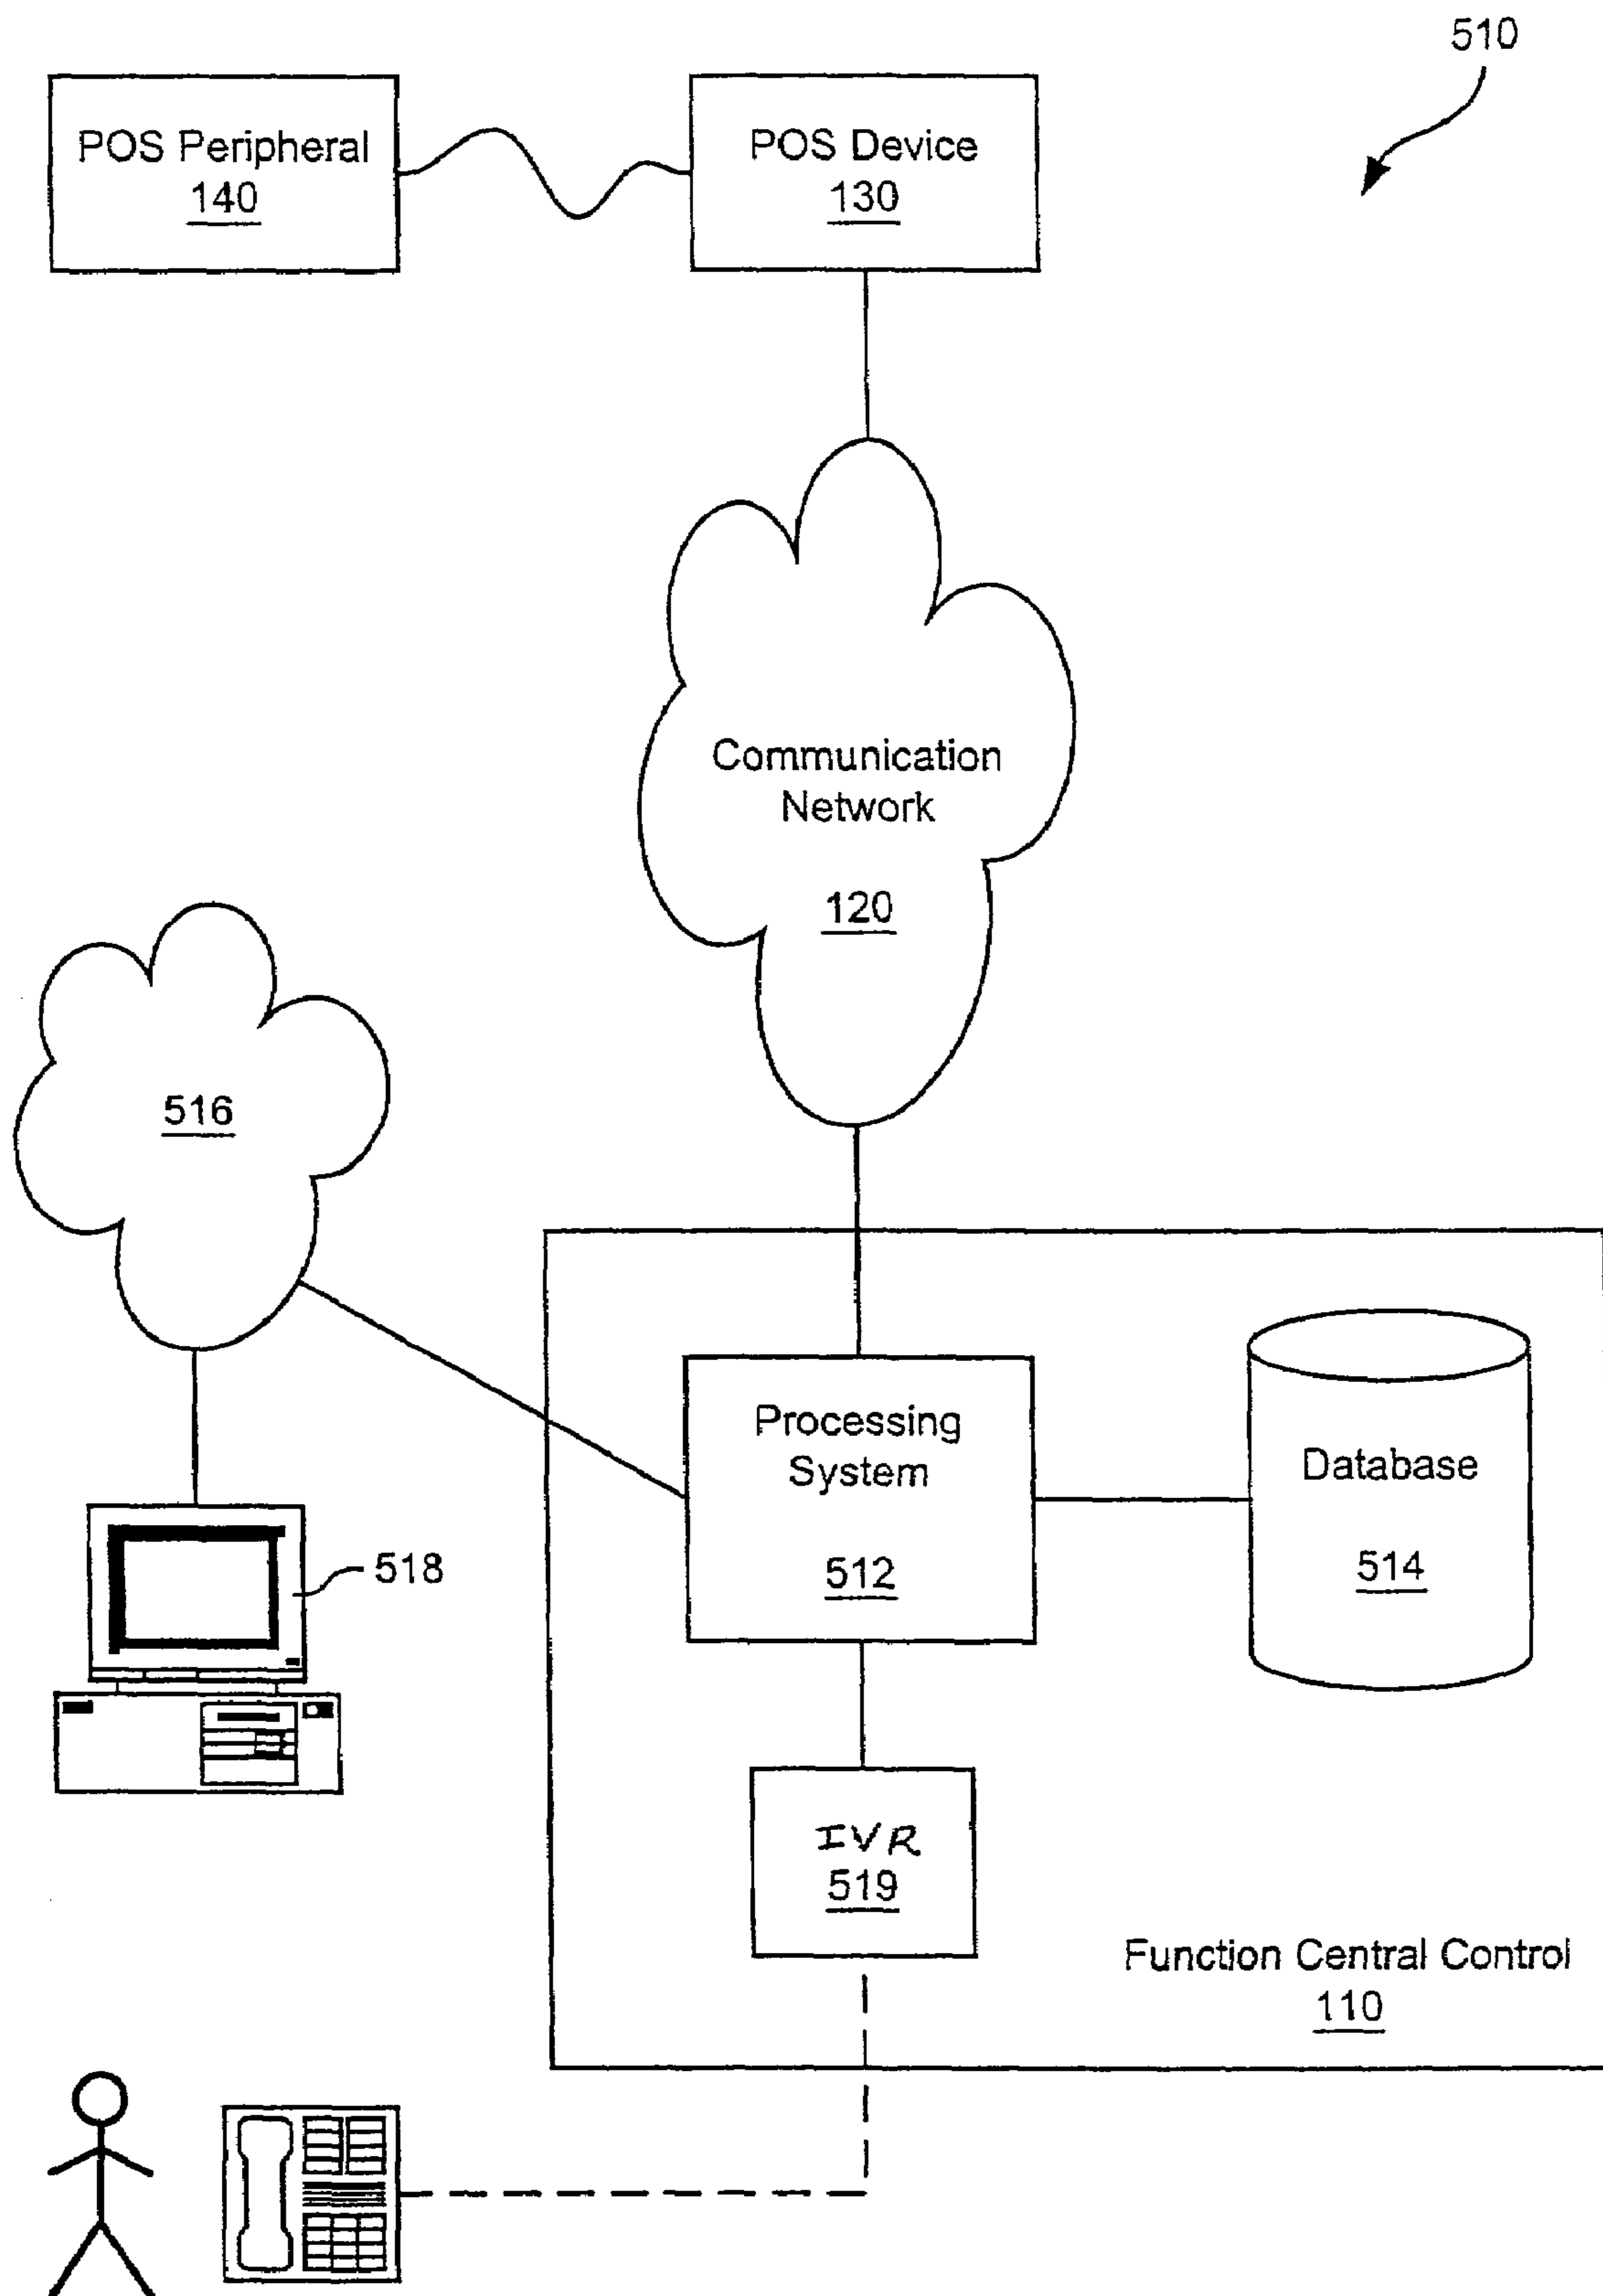 510
POS Peripheral
140
POS Device
130
Communication
Network
120
516
Processing
System
512
Database
514
518
IVR
519
Function Central Control
110